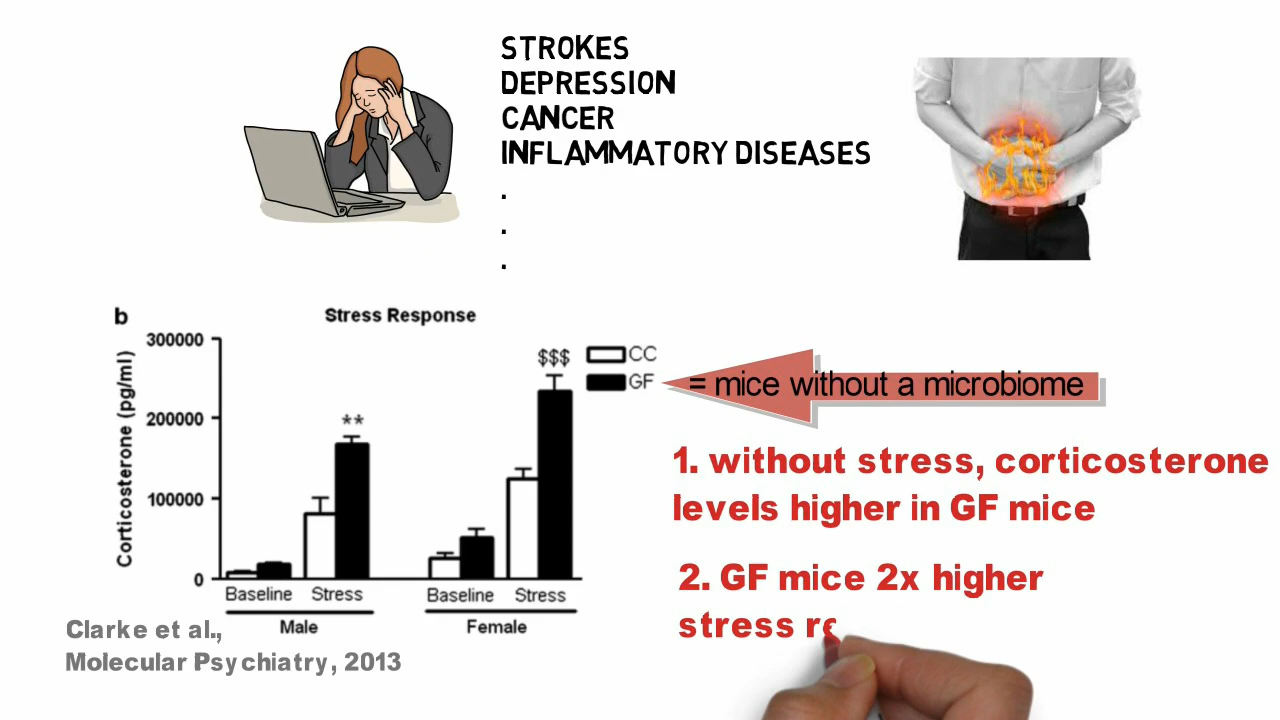 STROKES
DEPRESSION
CANCER
INFLAMMATORY DISEASES
.
.
.
b
Stress Response
Corticosterone (pg/ml)
300000
200000
100000
0
**
$$$
CC
GF
= mice without a microbiome
Baseline Stress Baseline Stress
Male Female
1. without stress, corticosterone
levels higher in GF mice
2. GF mice 2x higher
stress re
Clarke et al.,
Molecular Psychiatry, 2013